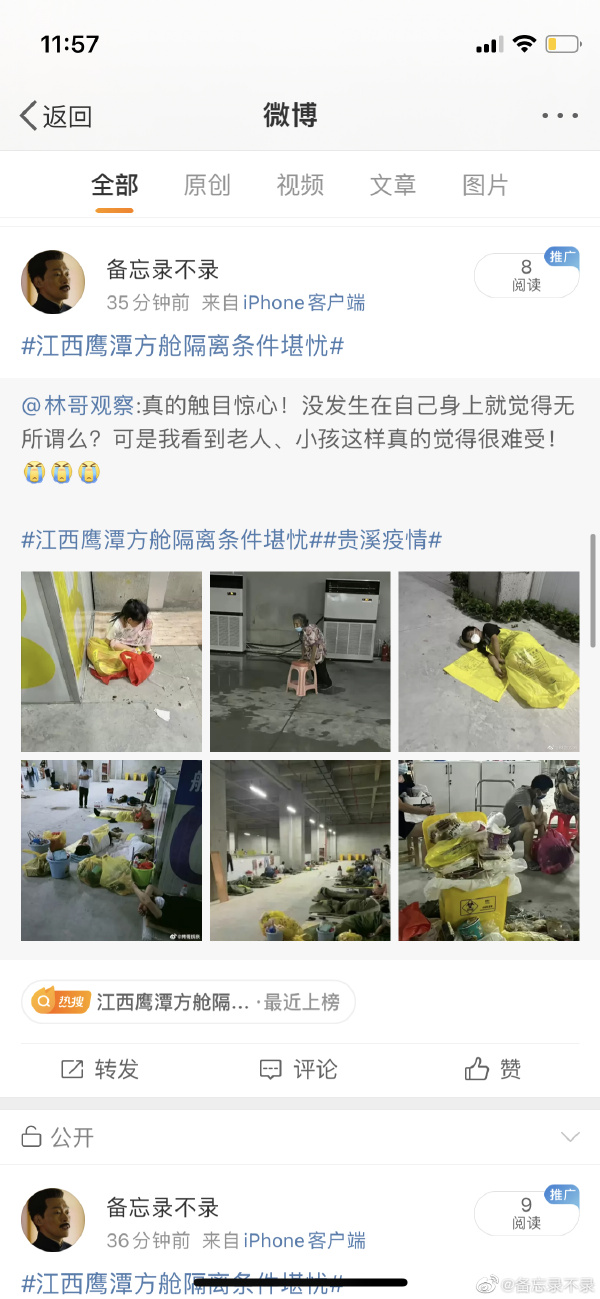 11:57
返回
微博
全部 原创 视频 文章 图片
备忘录不录
35分钟前 来自iPhone客户端
8
阅读
推广
#江西鹰潭方舱隔离条件堪忧#
@林哥观察:真的触目惊心！没发生在自己身上就觉得无
所谓么？可是我看到老人、小孩这样真的觉得很难受！
#江西鹰潭方舱隔离条件堪忧##贵溪疫情#
热搜 江西鹰潭方舱隔... ·最近上榜
转发 评论 赞
公开
备忘录不录
36分钟前 来自iPhone客户端
9
阅读
推广
#江西鹰潭方舱隔离条件堪忧#
@备忘录不录